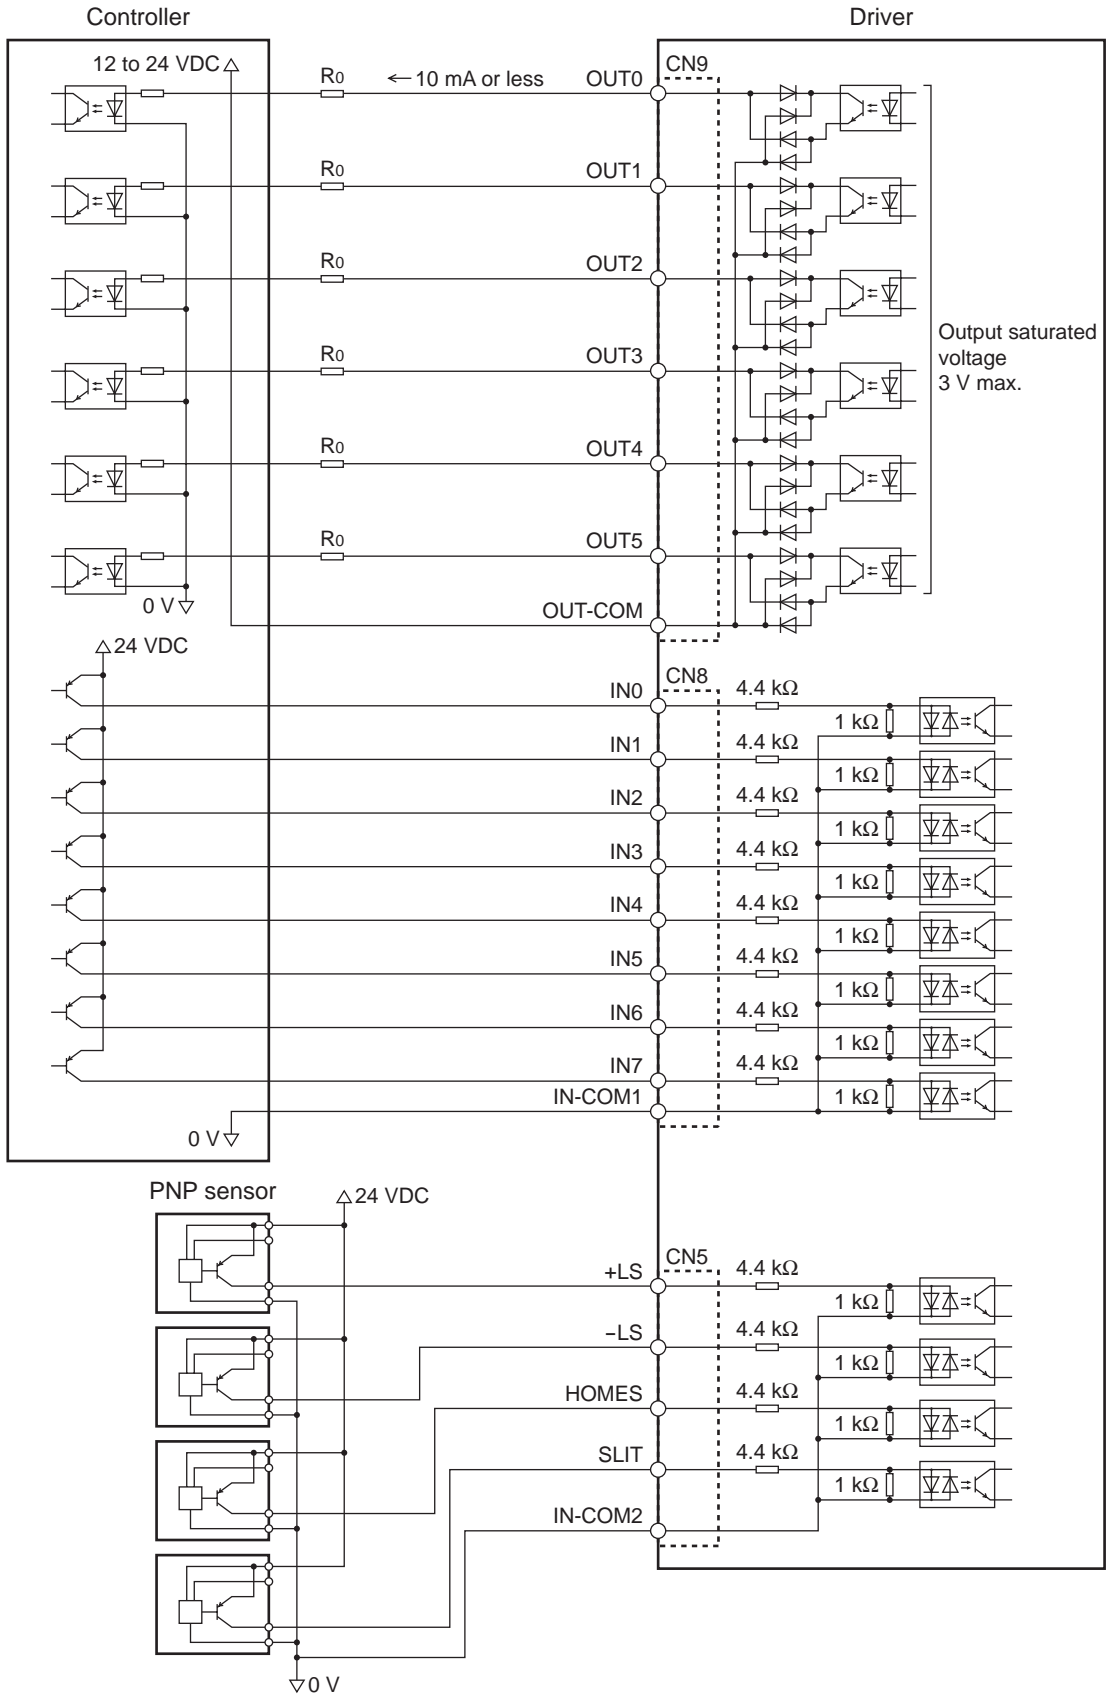 Controller
Driver
12 to 24 VDC
R0
← 10 mA or less
OUT0
CN9
R0
OUT1
R0
OUT2
Output saturated
voltage
3 V max.
R0
OUT3
R0
OUT4
R0
OUT5
0 V
OUT-COM
24 VDC
CN8
IN0
4.4 kΩ
1 kΩ
IN1
4.4 kΩ
1 kΩ
IN2
4.4 kΩ
1 kΩ
IN3
4.4 kΩ
1 kΩ
IN4
4.4 kΩ
1 kΩ
IN5
4.4 kΩ
1 kΩ
IN6
4.4 kΩ
1 kΩ
IN7
4.4 kΩ
1 kΩ
IN-COM1
0 V
PNP sensor
24 VDC
CN5
+LS
4.4 kΩ
1 kΩ
−LS
4.4 kΩ
1 kΩ
HOMES
4.4 kΩ
1 kΩ
SLIT
4.4 kΩ
1 kΩ
IN-COM2
0 V